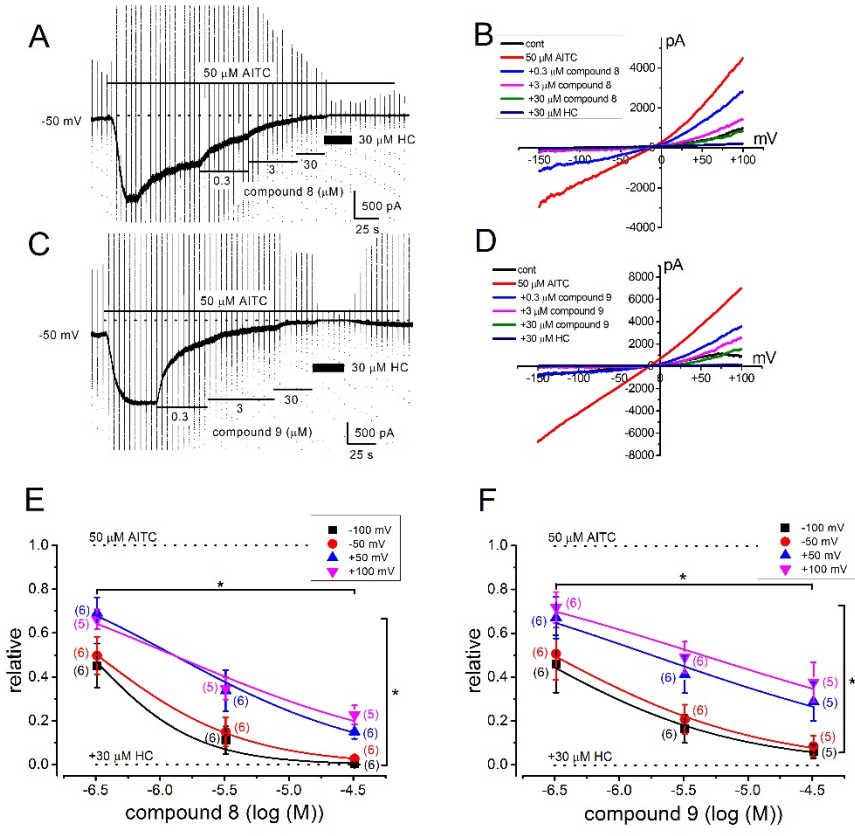 A
50 µM AITC
-50 mV
30 µM HC
0.3
3
30
compound 8 (µM)
500 pA
25 s
B
pA
cont
50 µM AITC
+0.3 µM compound 8
+3 µM compound 8
+30 µM compound 8
+30 µM HC
4000
2000
mV
-150 -100 -50 0 +50 +100
-2000
-4000
C
50 µM AITC
-50 mV
30 µM HC
0.3
3
30
compound 9 (µM)
500 pA
25 s
D
pA
cont
50 µM AITC
+0.3 µM compound 9
+3 µM compound 9
+30 µM compound 9
+30 µM HC
8000
6000
4000
2000
mV
-150 -100 -50 0 +50 +100
-2000
-4000
-6000
-8000
E
50 µM AITC
-100 mV
-50 mV
+50 mV
+100 mV
1.0
0.8
0.6
0.4
0.2
0.0
relative
*
(6)
(5)
(6)
(6)
(5)
(6)
(6)
(6)
(5)
(6)
(6)
(6)
*
+30 µM HC
-6.5 -6.0 -5.5 -5.0 -4.5
compound 8 (log (M))
F
50 µM AITC
-100 mV
-50 mV
+50 mV
+100 mV
1.0
0.8
0.6
0.4
0.2
0.0
relative
*
(6)
(6)
(6)
(6)
(6)
(6)
(6)
(6)
(5)
(5)
(5)
(5)
*
+30 µM HC
-6.5 -6.0 -5.5 -5.0 -4.5
compound 9 (log (M))